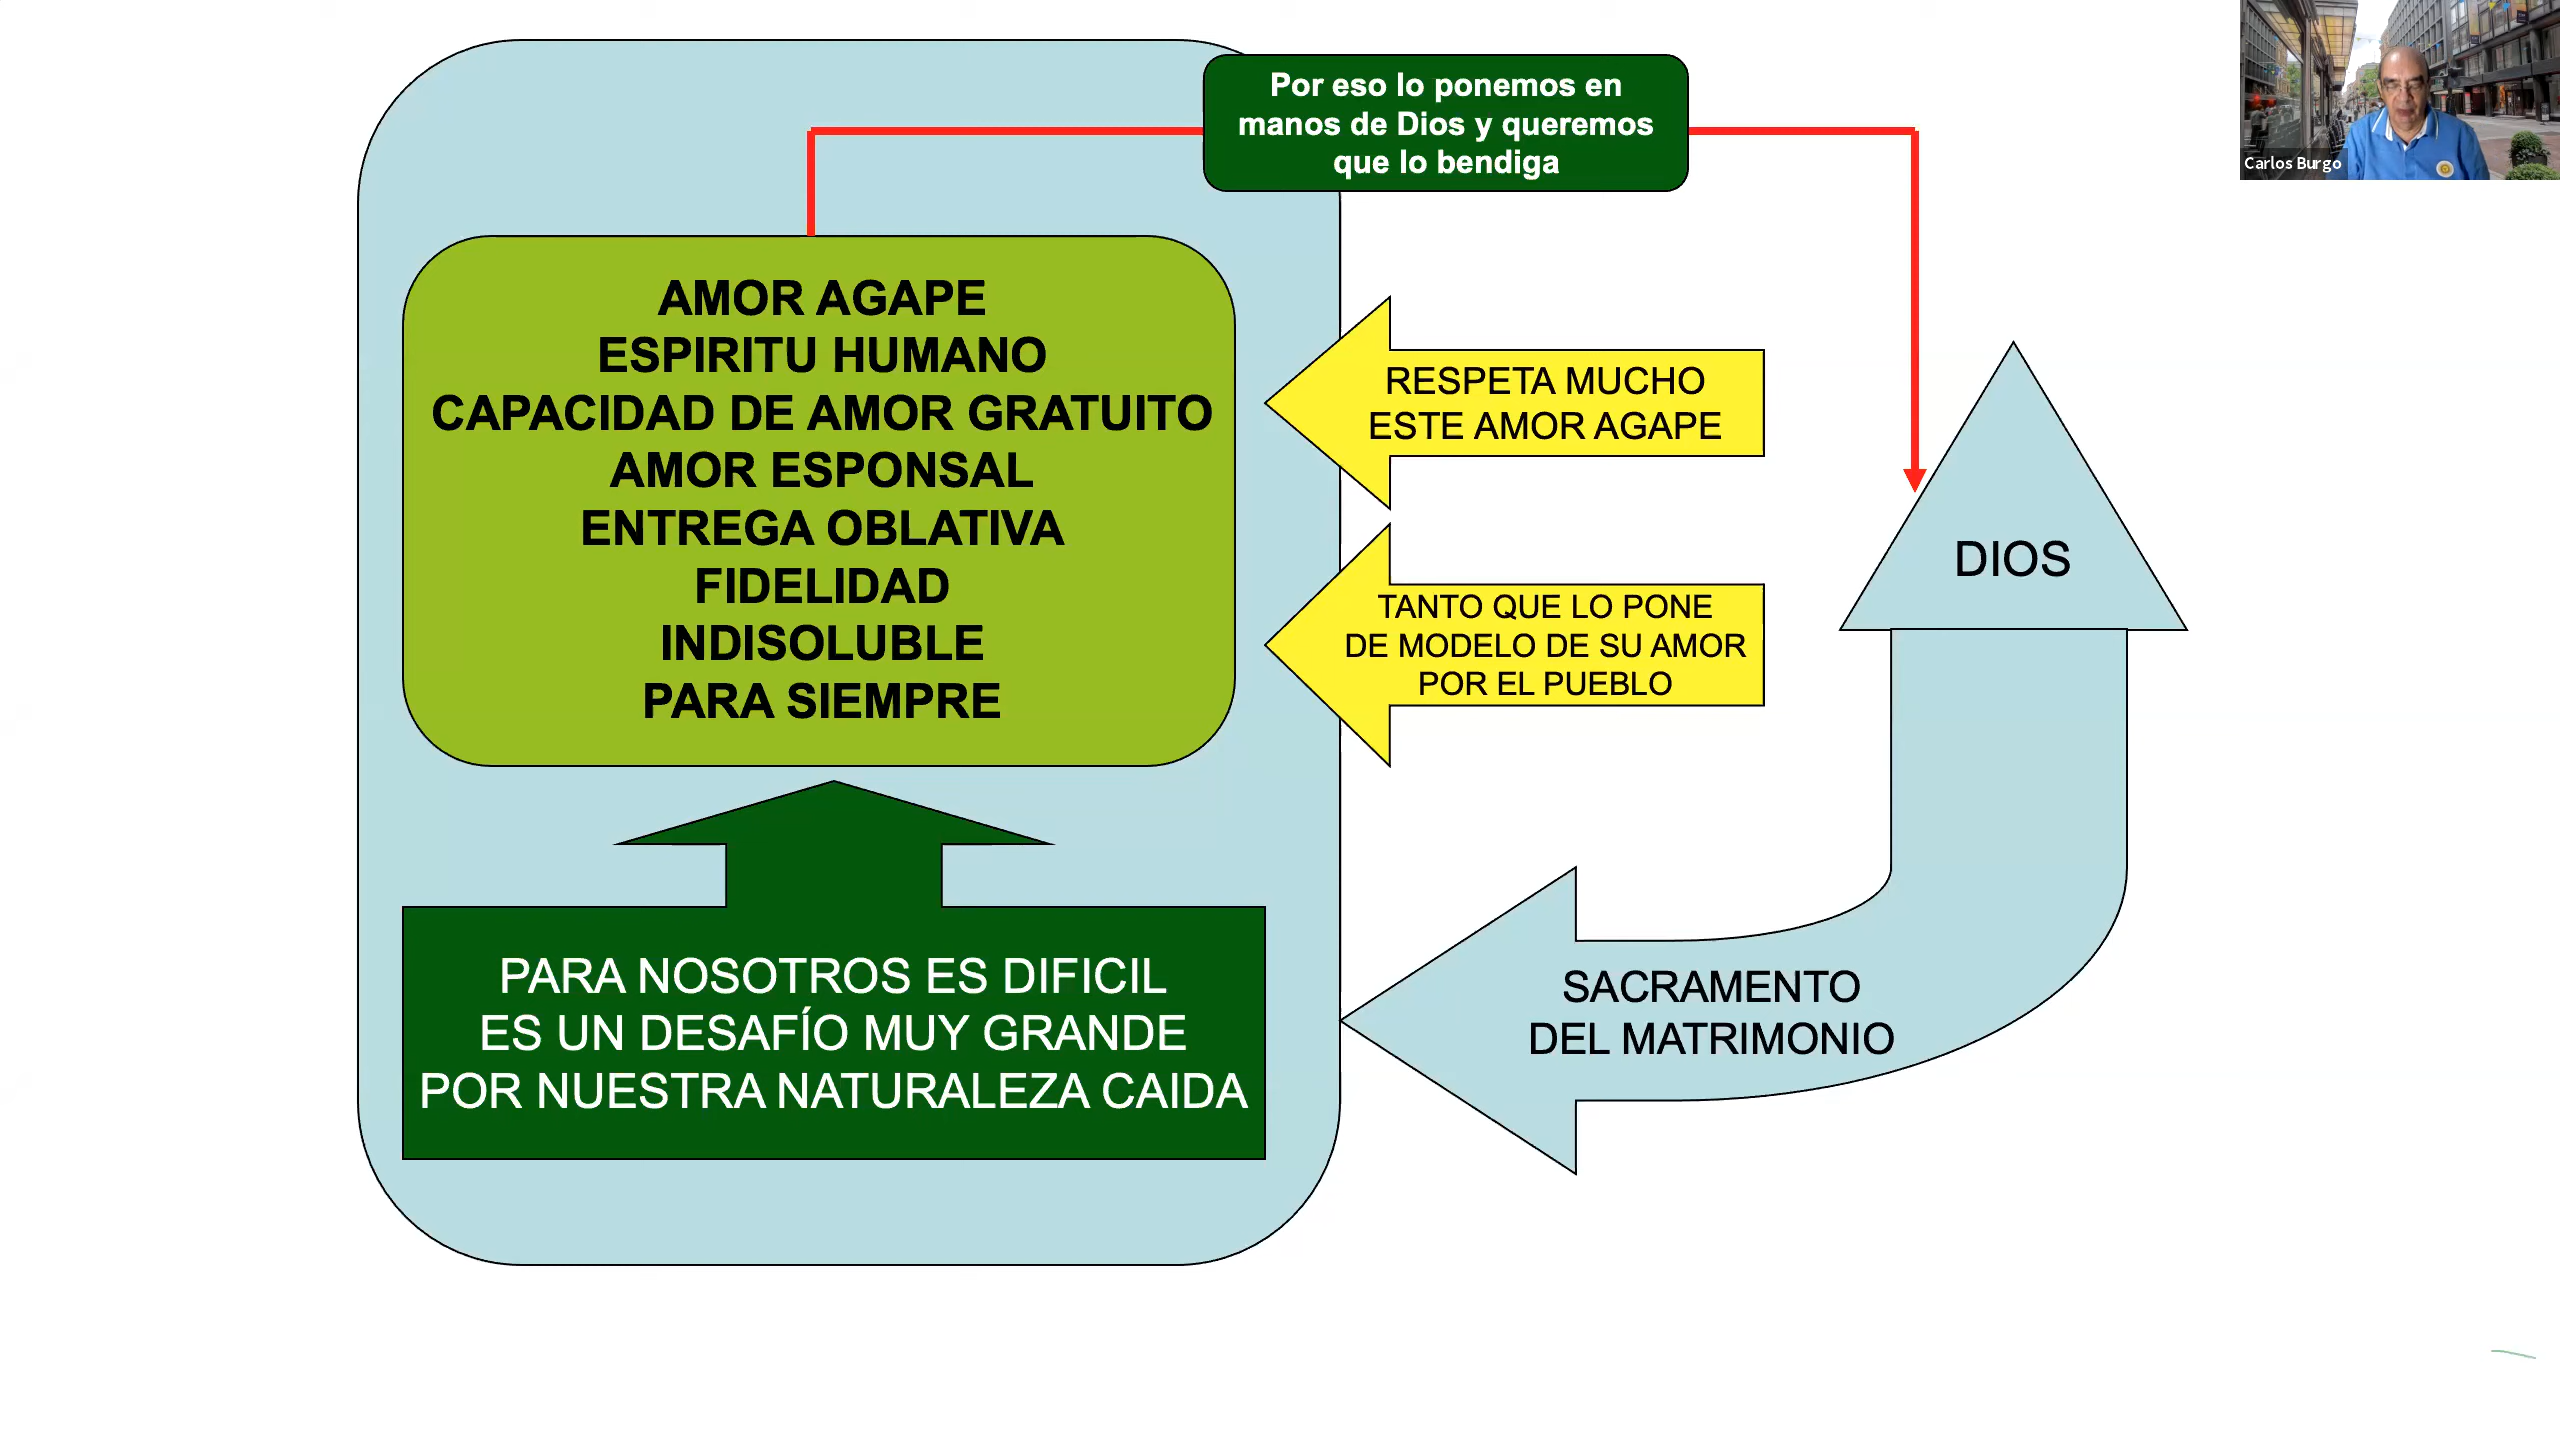 Por eso lo ponemos en
manos de Dios y queremos
que lo bendiga
Carlos Burgo
AMOR AGAPE
ESPIRITU HUMANO
CAPACIDAD DE AMOR GRATUITO
AMOR ESPONSAL
ENTREGA OBLATIVA
FIDELIDAD
INDISOLUBLE
PARA SIEMPRE
RESPETA MUCHO
ESTE AMOR AGAPE
TANTO QUE LO PONE
DE MODELO DE SU AMOR
POR EL PUEBLO
DIOS
PARA NOSOTROS ES DIFICIL
ES UN DESAFÍO MUY GRANDE
POR NUESTRA NATURALEZA CAIDA
SACRAMENTO
DEL MATRIMONIO